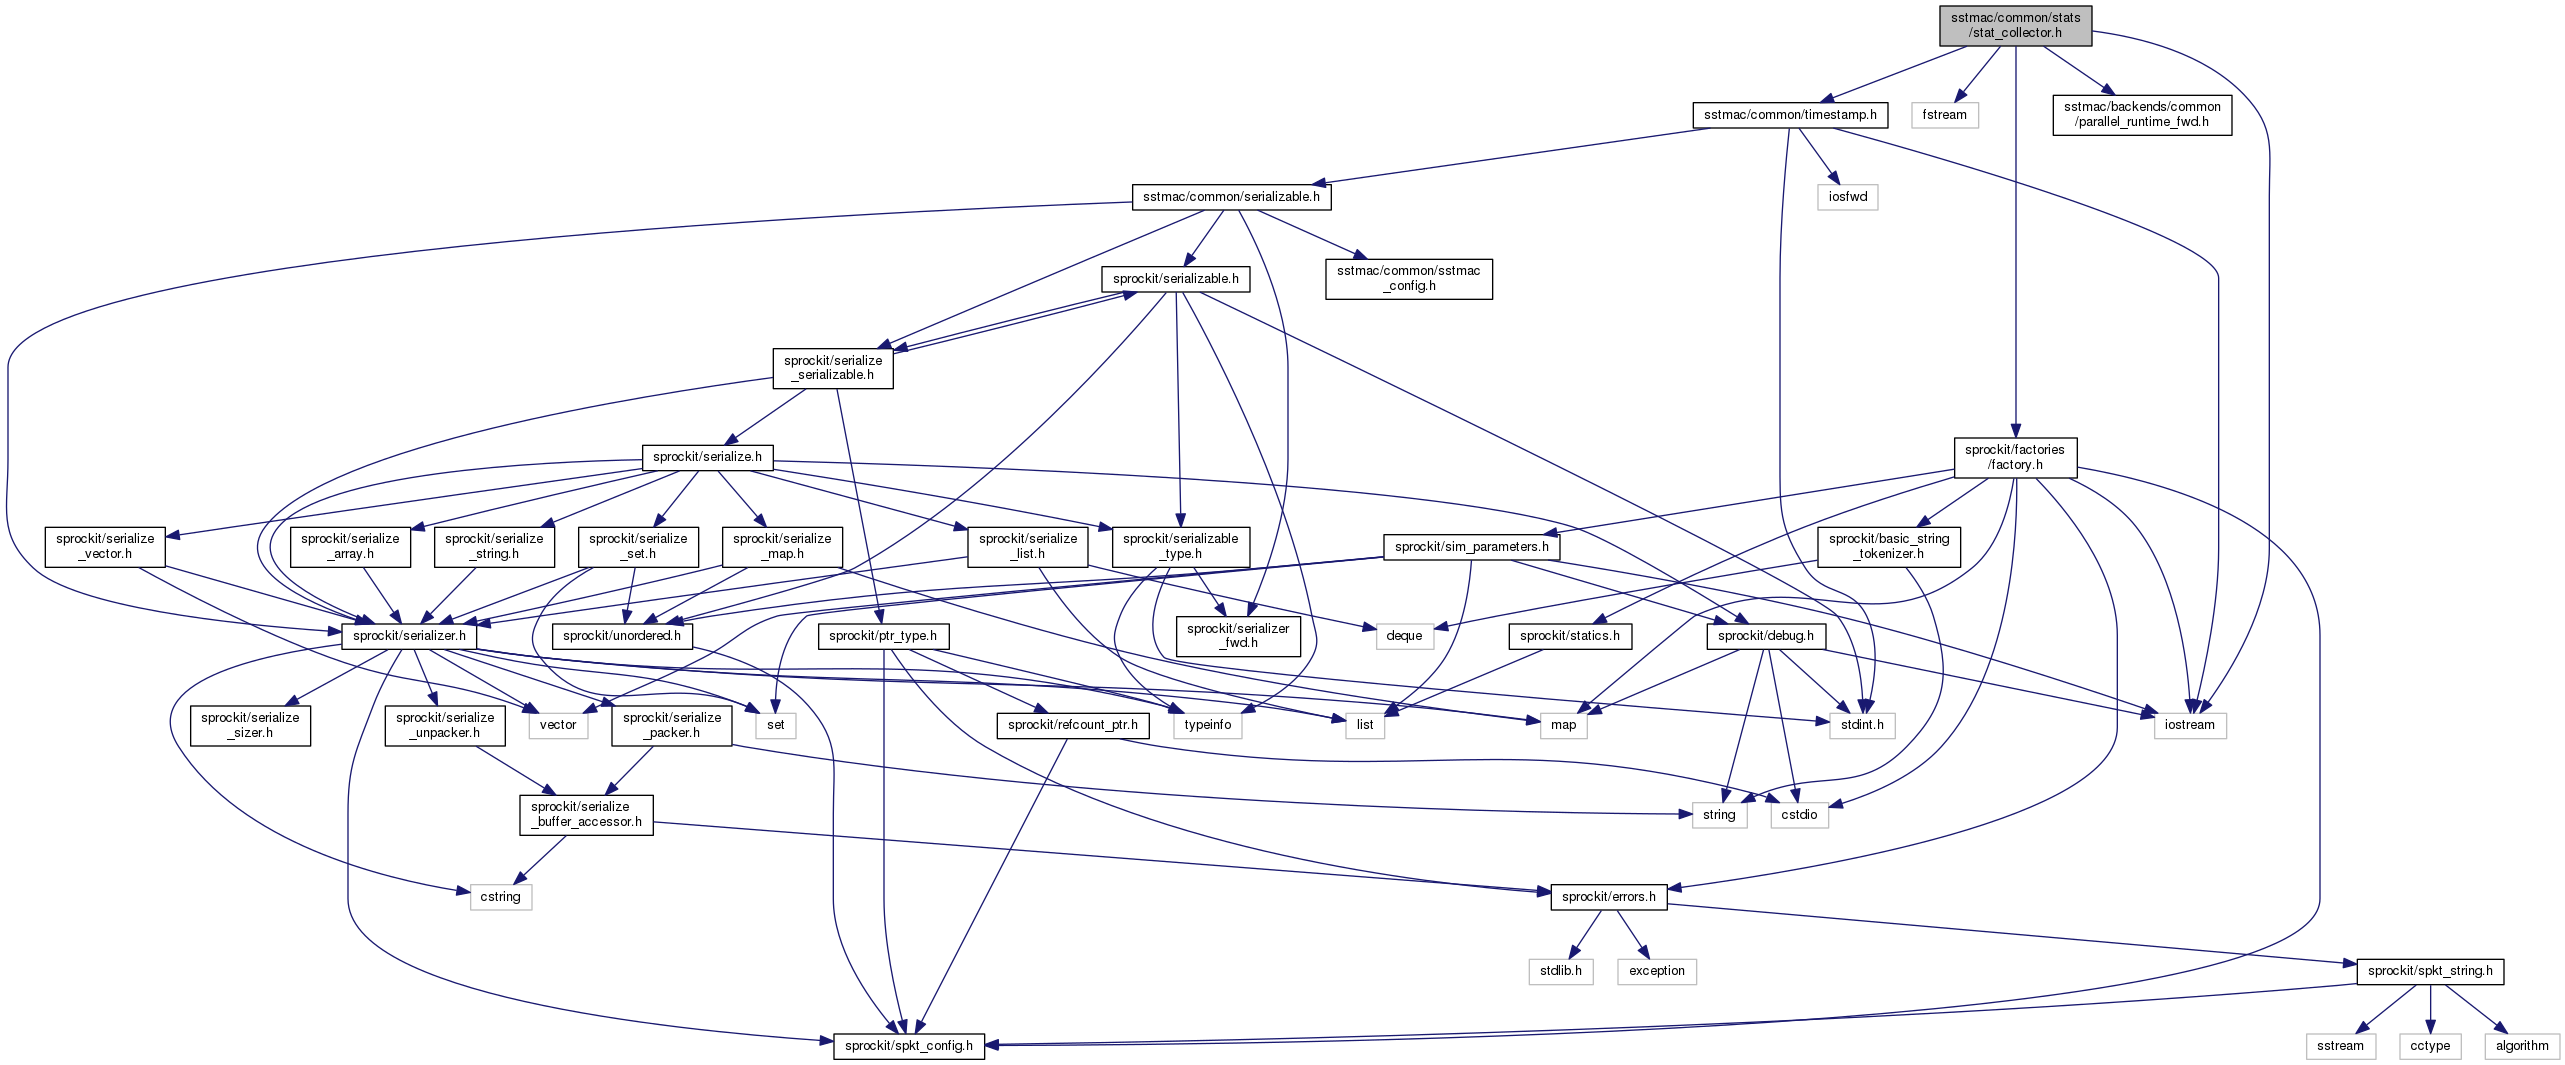 sstmac/common/stats
/stat_collector.h
sstmac/common/timestamp.h
fstream
sstmac/backends/common
/parallel_runtime_fwd.h
sstmac/common/serializable.h
iosfwd
sprockit/serializable.h
sstmac/common/sstmac
_config.h
sprockit/serialize
_serializable.h
sprockit/serialize.h
sprockit/factories
/factory.h
sprockit/serialize
_vector.h
sprockit/serialize
_array.h
sprockit/serialize
_string.h
sprockit/serialize
_set.h
sprockit/serialize
_map.h
sprockit/serialize
_list.h
sprockit/serializable
_type.h
sprockit/sim_parameters.h
sprockit/basic_string
_tokenizer.h
sprockit/serializer.h
sprockit/unordered.h
sprockit/ptr_type.h
sprockit/serializer
_fwd.h
deque
sprockit/statics.h
sprockit/debug.h
sprockit/serialize
_sizer.h
sprockit/serialize
_unpacker.h
vector
sprockit/serialize
_packer.h
set
sprockit/refcount_ptr.h
typeinfo
list
map
stdint.h
iostream
sprockit/serialize
_buffer_accessor.h
string
cstdio
cstring
sprockit/errors.h
stdlib.h
exception
sprockit/spkt_string.h
sprockit/spkt_config.h
sstream
cctype
algorithm